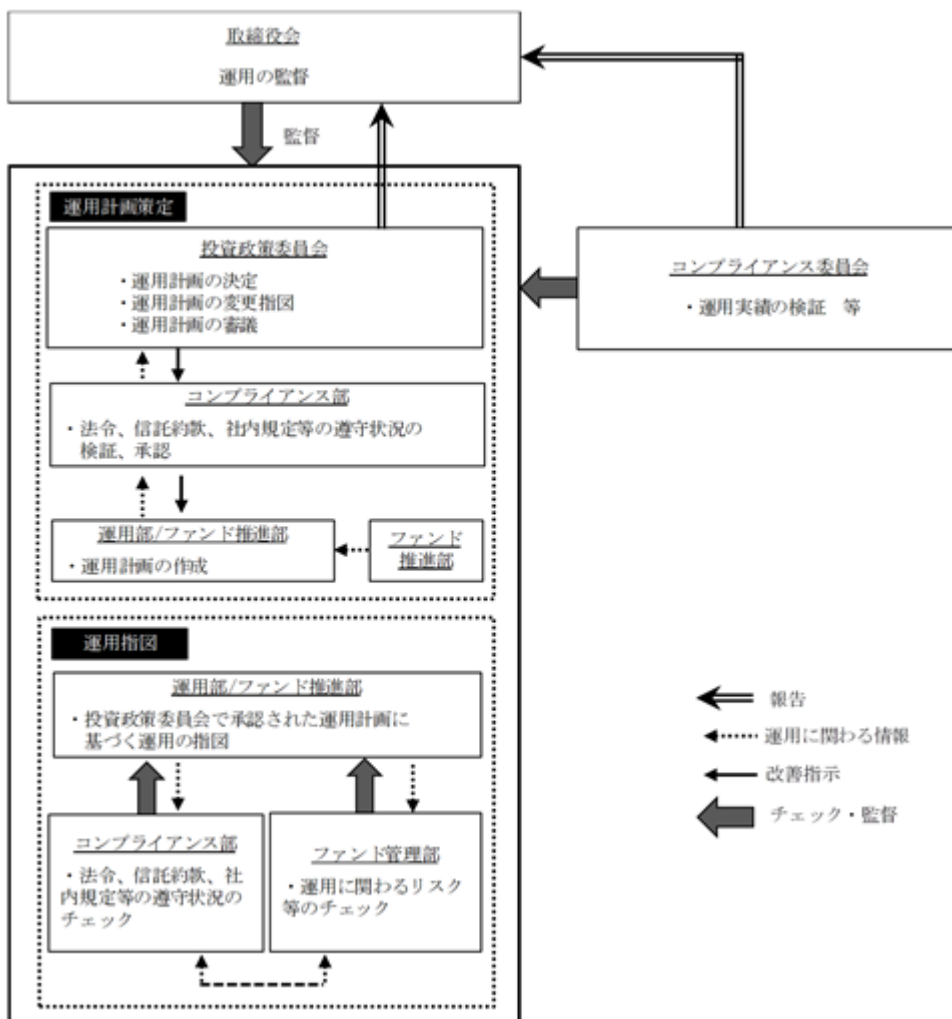 取締役会
運用の監督
監督
運用計画策定
投資政策委員会
・運用計画の決定
・運用計画の変更指図
・運用計画の審議
コンプライアンス委員会
・運用実績の検証　等
コンプライアンス部
・法令、信託約款、社内規定等の遵守状況の
検証、承認
運用部/ファンド推進部
・運用計画の作成
ファンド
推進部
運用指図
運用部/ファンド推進部
・投資政策委員会で承認された運用計画に
基づく運用の指図
コンプライアンス部
・法令、信託約款、社
内規定等の遵守状況の
チェック
ファンド管理部
・運用に関わるリスク
等のチェック
報告
運用に関わる情報
改善指示
チェック・監督